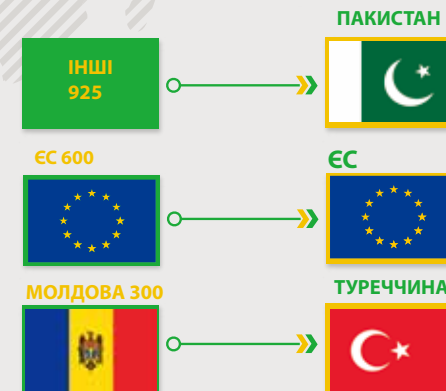 ПАКИСТАН
ІНШІ
925
ЄС 600
ЄС
МОЛДОВА 300
ТУРЕЧЧИНА